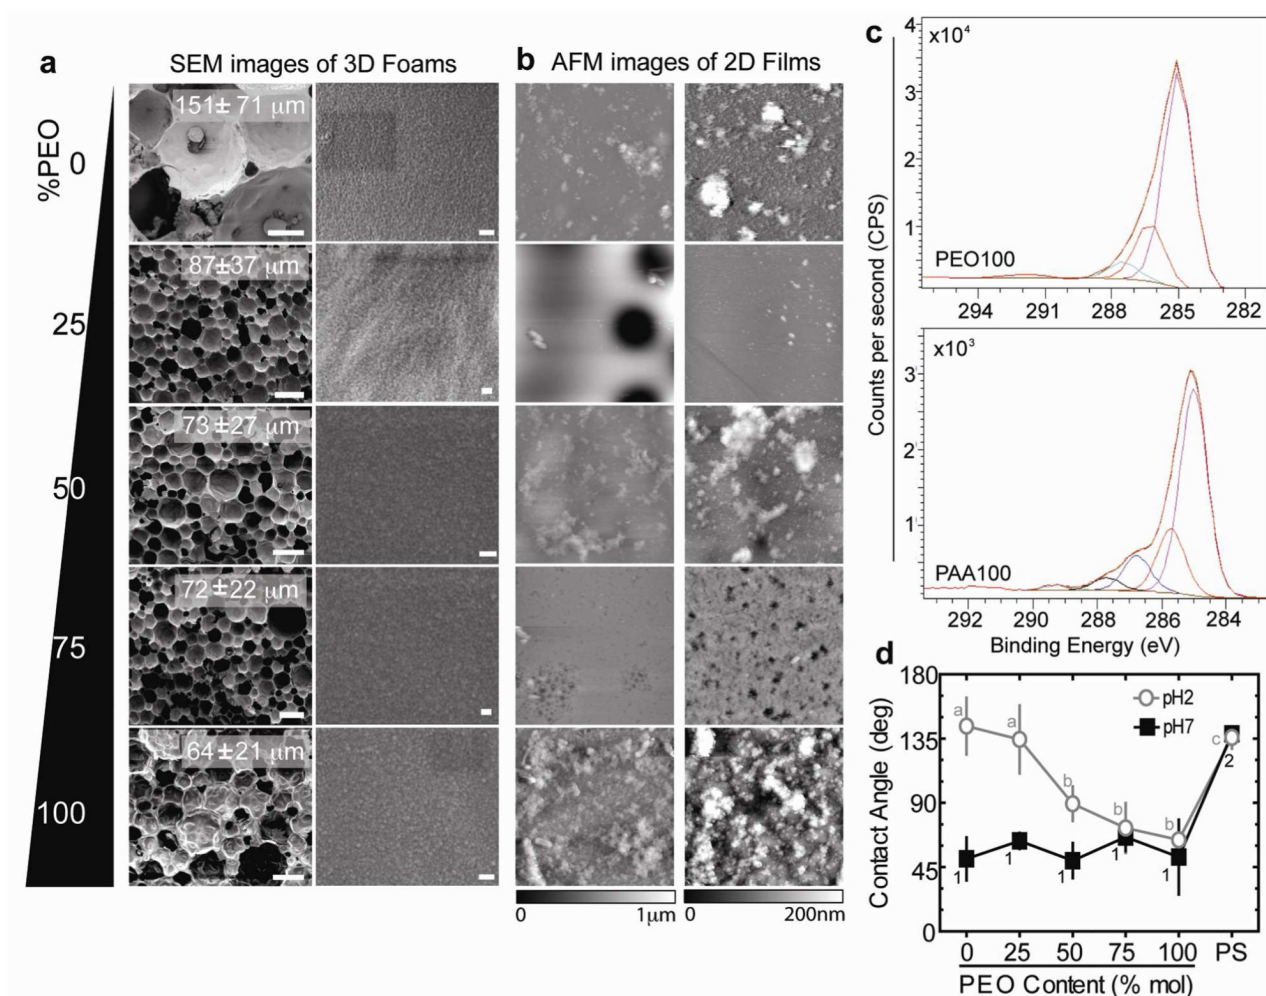 a
SEM images of 3D Foams
%PEO
0
25
50
75
100
151± 71 µm
87±37 µm
73±27 µm
72±22 µm
64±21 µm
b
AFM images of 2D Films
0
1µm
0
200nm
c
Counts per second (CPS)
4
x10⁴
3
2
1
PEO100
294 291 288 285 282
x10³
3
2
1
PAA100
292 290 288 286 284
Binding Energy (eV)
d
Contact Angle (deg)
180
135
90
45
0
pH2
pH7
a
a
b
b
b
c
1
1
1
1
1
2
0 25 50 75 100 PS
PEO Content (% mol)